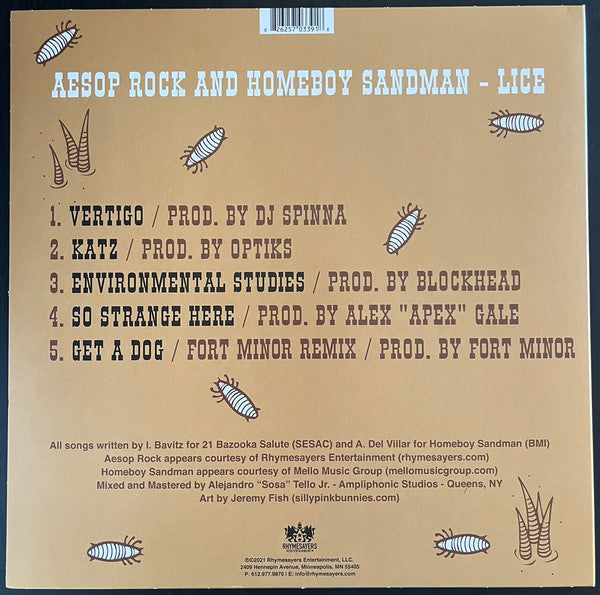 8 26257 03391 8
AESOP ROCK AND HOMEBOY SANDMAN – LICE
1. VERTIGO / PROD. BY DJ SPINNA
2. KATZ / PROD. BY OPTIKS
3. ENVIRONMENTAL STUDIES / PROD. BY BLOCKHEAD
4. SO STRANGE HERE / PROD. BY ALEX "APEX" GALE
5. GET A DOG / FORT MINOR REMIX / PROD. BY FORT MINOR
All songs written by I. Bavitz for 21 Bazooka Salute (SESAC) and A. Del Villar for Homeboy Sandman (BMI)
Aesop Rock appears courtesy of Rhymesayers Entertainment (rhymesayers.com)
Homeboy Sandman appears courtesy of Mello Music Group (mellomusicgroup.com)
Mixed and Mastered by Alejandro “Sosa” Tello Jr. - Ampliphonic Studios - Queens, NY
Art by Jeremy Fish (sillypinkbunnies.com)
RHYMESAYERS
ENTERTAINMENT
℗©2021 Rhymesayers Entertainment, LLC.
2409 Hennepin Avenue, Minneapolis, MN 55405
P: 612.977.9870 | E: info@rhymesayers.com